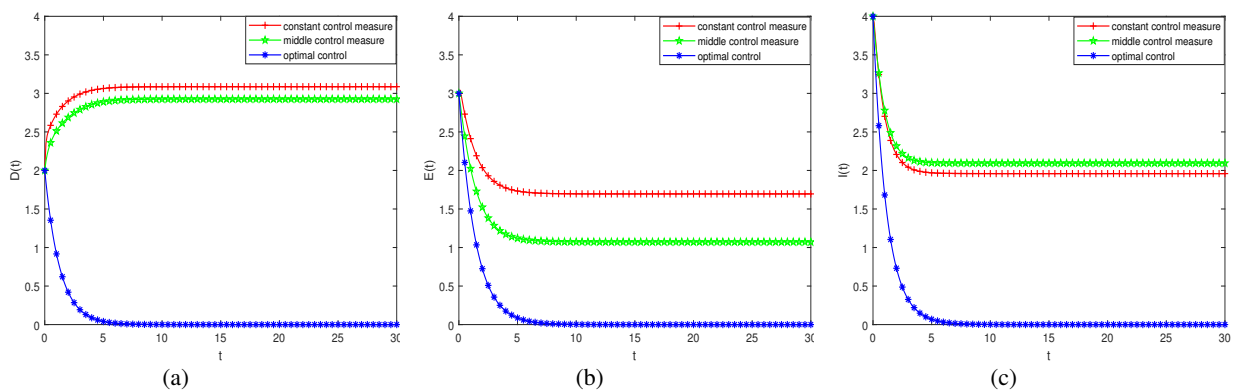 constant control measure
middle control measure
optimal control
4
3.5
3
2.5
2
1.5
1
0.5
0
D(t)
0 5 10 15 20 25 30
t
(a)
constant control measure
middle control measure
optimal control
4
3.5
3
2.5
2
1.5
1
0.5
0
E(t)
0 5 10 15 20 25 30
t
(b)
constant control measure
middle control measure
optimal control
4
3.5
3
2.5
2
1.5
1
0.5
0
I(t)
0 5 10 15 20 25 30
t
(c)